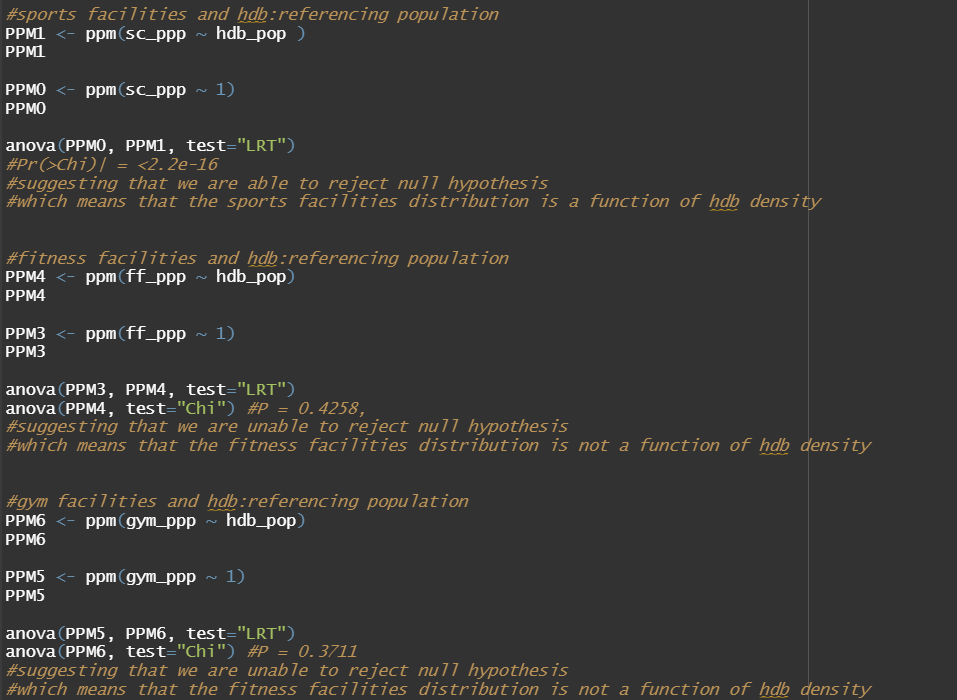 #sports facilities and hdb:referencing population
PPM1 <- ppm(sc_ppp ~ hdb_pop )
PPM1
PPM0 <- ppm(sc_ppp ~ 1)
PPM0
anova(PPM0, PPM1, test="LRT")
#Pr(>Chi)| = <2.2e-16
#suggesting that we are able to reject null hypothesis
#which means that the sports facilities distribution is a function of hdb density
#fitness facilities and hdb:referencing population
PPM4 <- ppm(ff_ppp ~ hdb_pop)
PPM4
PPM3 <- ppm(ff_ppp ~ 1)
PPM3
anova(PPM3, PPM4, test="LRT")
anova(PPM4, test="Chi") #P = 0.4258,
#suggesting that we are unable to reject null hypothesis
#which means that the fitness facilities distribution is not a function of hdb density
#gym facilities and hdb:referencing population
PPM6 <- ppm(gym_ppp ~ hdb_pop)
PPM6
PPM5 <- ppm(gym_ppp ~ 1)
PPM5
anova(PPM5, PPM6, test="LRT")
anova(PPM6, test="Chi") #P = 0.3711
#suggesting that we are unable to reject null hypothesis
#which means that the fitness facilities distribution is not a function of hdb density